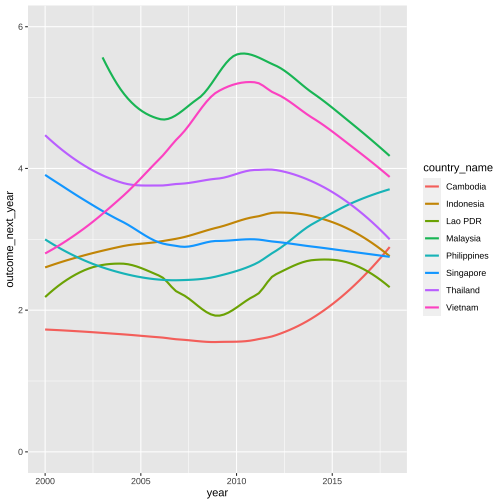 6
4
2
0
outcome_next_year
2000 2005 2010 2015
year
country_name
Cambodia
Indonesia
Lao PDR
Malaysia
Philippines
Singapore
Thailand
Vietnam